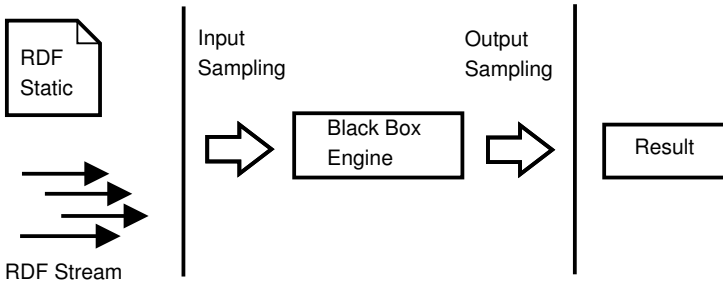 RDF
Static
RDF Stream
Input
Sampling
Black Box
Engine
Output
Sampling
Result